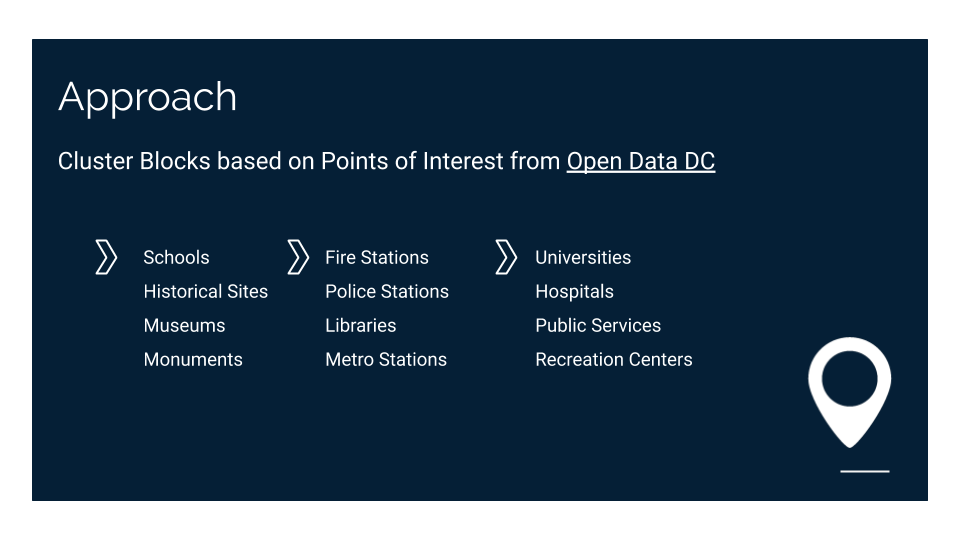 Approach
Cluster Blocks based on Points of Interest from Open Data DC
Schools
Historical Sites
Museums
Monuments
Fire Stations
Police Stations
Libraries
Metro Stations
Universities
Hospitals
Public Services
Recreation Centers